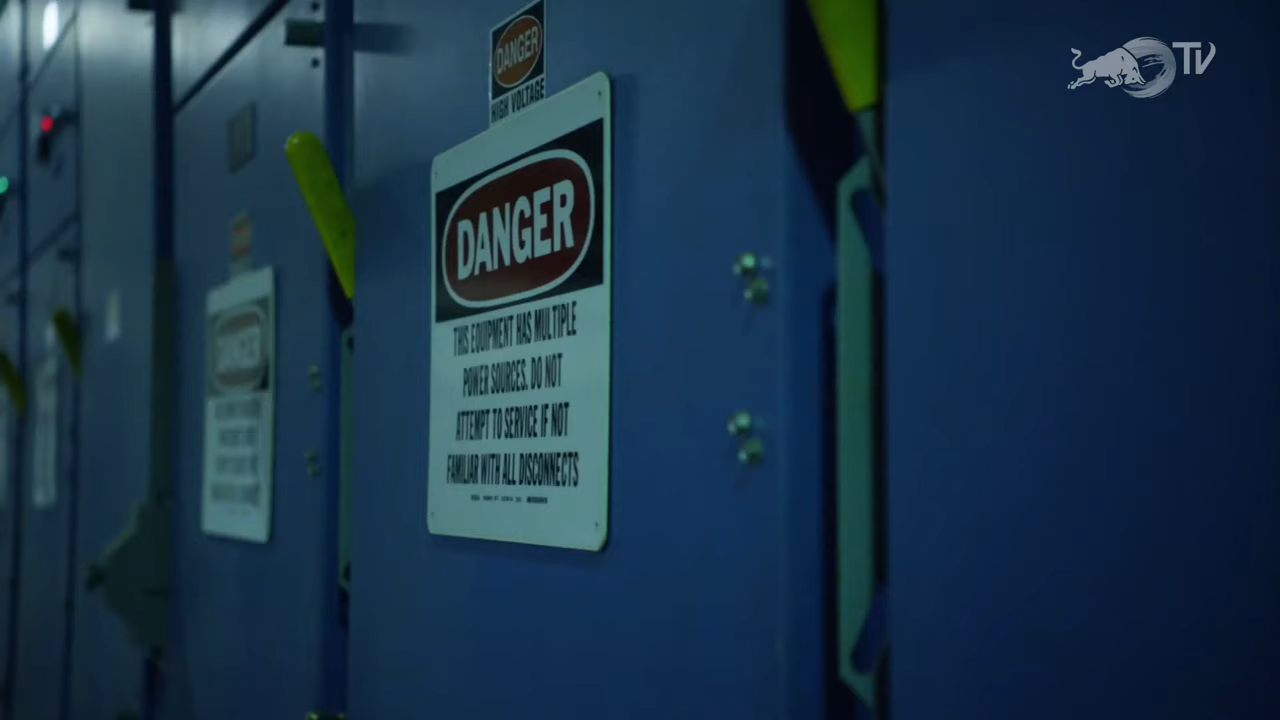 DANGER
HIGH VOLTAGE
TV
DANGER
THIS EQUIPMENT HAS MULTIPLE
POWER SOURCES. DO NOT
ATTEMPT TO SERVICE IF NOT
FAMILIAR WITH ALL DISCONNECTS
DANGER